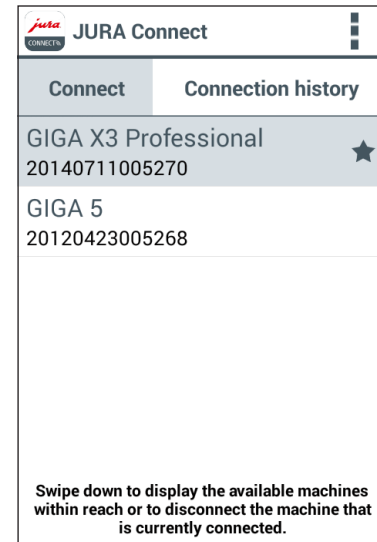 jura
CONNECT
JURA Connect
Connect
Connection history
GIGA X3 Professional
20140711005270
GIGA 5
20120423005268
Swipe down to display the available machines
within reach or to disconnect the machine that
is currently connected.